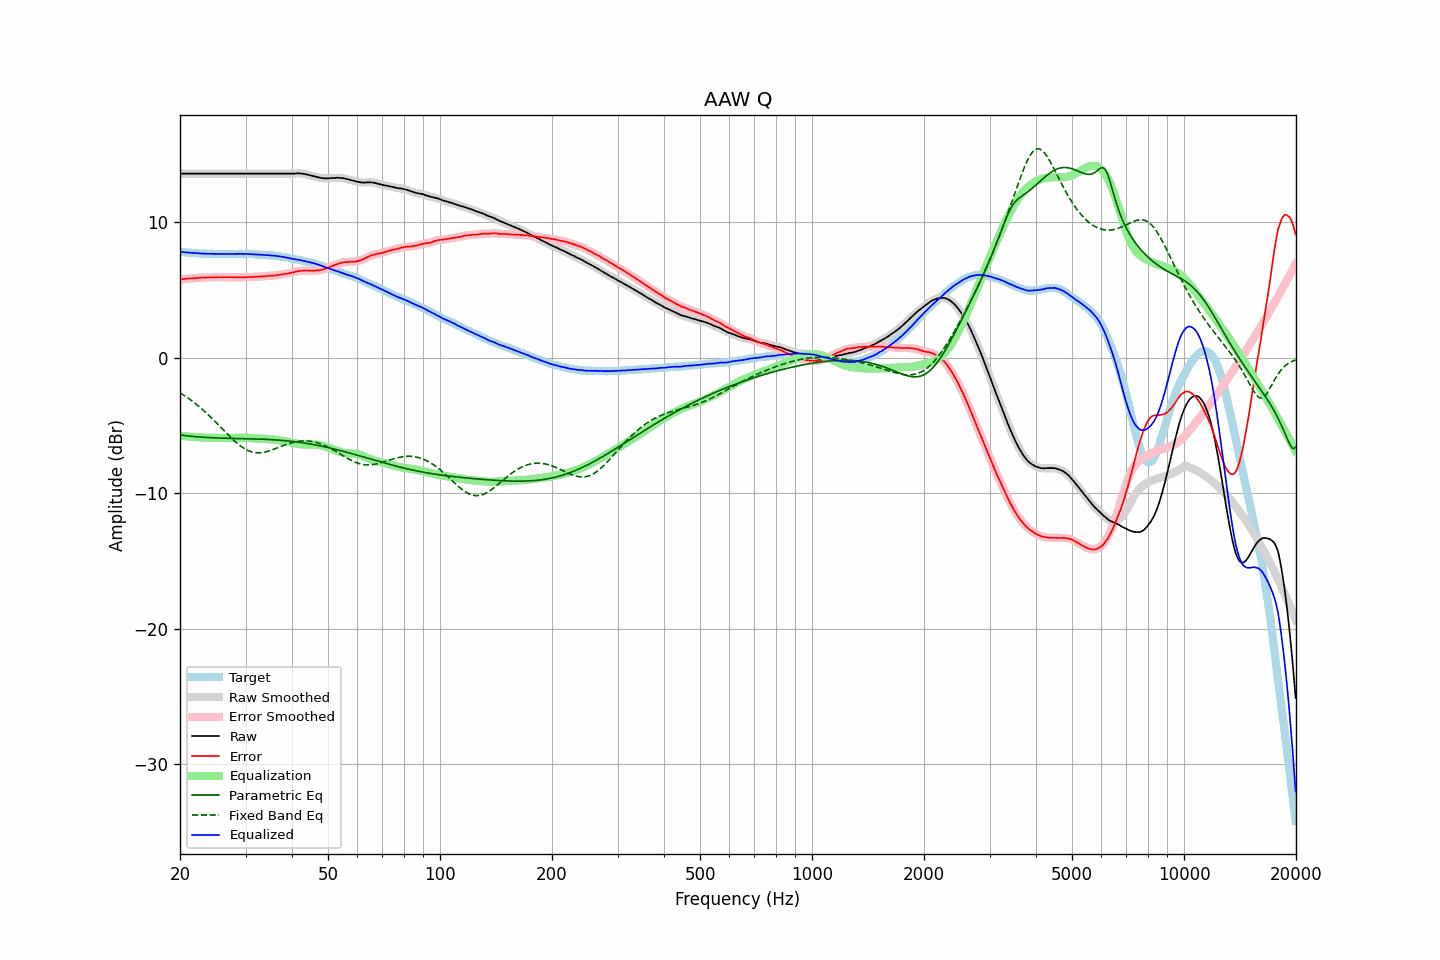 AAW Q
Amplitude (dBr)
10
0
−10
−20
−30
Target
Raw Smoothed
Error Smoothed
Raw
Error
Equalization
Parametric Eq
Fixed Band Eq
Equalized
20 50 100 200 500 1000 2000 5000 10000 20000
Frequency (Hz)